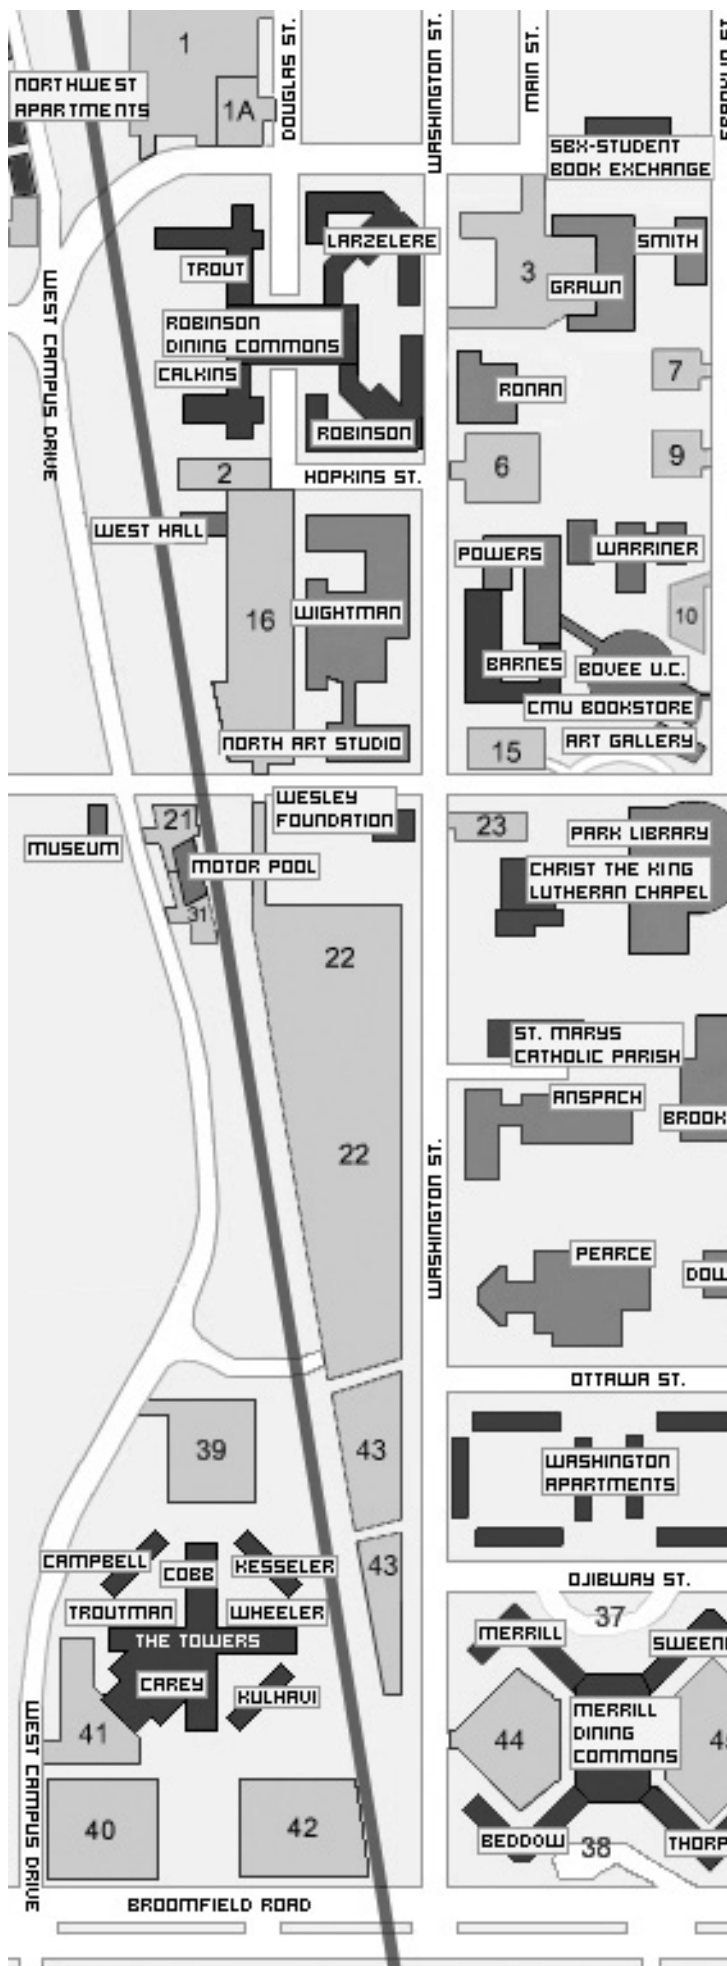 1
DOUGLAS ST.
WASHINGTON ST.
MAIN ST.
NORTHWEST
APARTMENTS
1A
SBX-STUDENT
BOOK EXCHANGE
LARZELERE
SMITH
TROUT
3
GRAWN
WEST CAMPUS DRIVE
ROBINSON
DINING COMMONS
CALKINS
7
RONAN
ROBINSON
2
HOPKINS ST.
6
9
WEST HALL
POWERS
WARRINER
16
WIGHTMAN
10
BARNES
BOVEE U.C.
CMU BOOKSTORE
NORTH ART STUDIO
ART GALLERY
15
WESLEY
FOUNDATION
21
23
PARK LIBRARY
MUSEUM
MOTOR POOL
CHRIST THE KING
LUTHERAN CHAPEL
31
22
ST. MARYS
CATHOLIC PARISH
ANSPACH
BROOK
22
WASHINGTON ST.
PEARCE
DOW
OTTAWA ST.
39
43
WASHINGTON
APARTMENTS
CAMPBELL
COBB
KESSELER
43
OJIBWAY ST.
TROUTMAN
WHEELER
37
MERRILL
SWEEN
THE TOWERS
CAREY
KULHAVI
MERRILL
DINING
COMMONS
41
44
WEST CAMPUS DRIVE
40
42
BEDDOW
38
THORP
BROOMFIELD ROAD